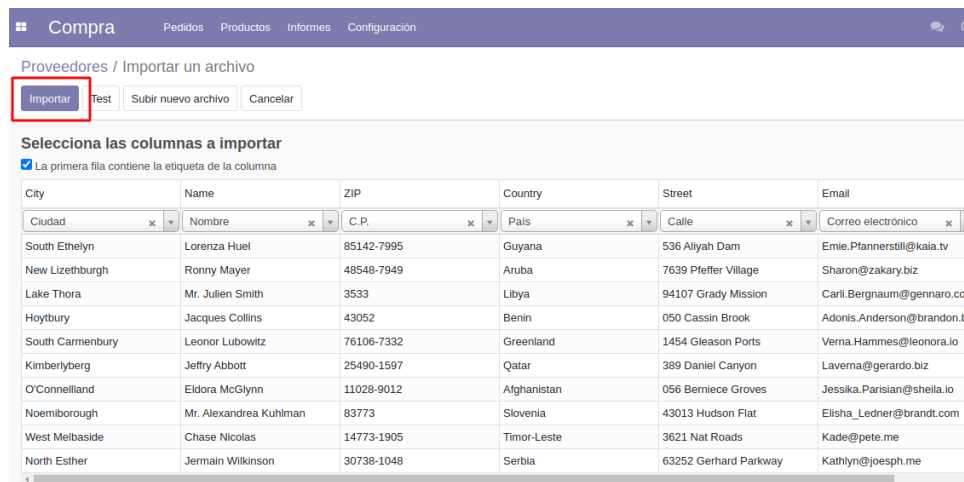 Compra Pedidos Productos Informes Configuración
Proveedores / Importar un archivo
Importar Test Subir nuevo archivo Cancelar
Selecciona las columnas a importar
La primera fila contiene la etiqueta de la columna
City Name ZIP Country Street Email
Ciudad Nombre C.P. País Calle Correo electrónico
South Ethelyn Lorenza Huel 85142-7995 Guyana 536 Aliyah Dam Emie.Pfannerstill@kaia.tv
New Lizethburgh Ronny Mayer 48548-7949 Aruba 7639 Pfeffer Village Sharon@zakary.biz
Lake Thora Mr. Julien Smith 3533 Libya 94107 Grady Mission Carli.Bergnaum@gennaro.co
Hoytbury Jacques Collins 43052 Benin 050 Cassin Brook Adonis.Anderson@brandon.b
South Carmenbury Leonor Lubowitz 76106-7332 Greenland 1454 Gleason Ports Verna.Hammes@leonora.io
Kimberlyberg Jeffry Abbott 25490-1597 Qatar 389 Daniel Canyon Laverna@gerardo.biz
O'Connellland Eldora McGlynn 11028-9012 Afghanistan 056 Berniece Groves Jessika.Parisian@sheila.io
Noemiborough Mr. Alexandrea Kuhlman 83773 Slovenia 43013 Hudson Flat Elisha_Ledner@brandt.com
West Melbaside Chase Nicolas 14773-1905 Timor-Leste 3621 Nat Roads Kade@pete.me
North Esther Jermain Wilkinson 30738-1048 Serbia 63252 Gerhard Parkway Kathlyn@joesph.me